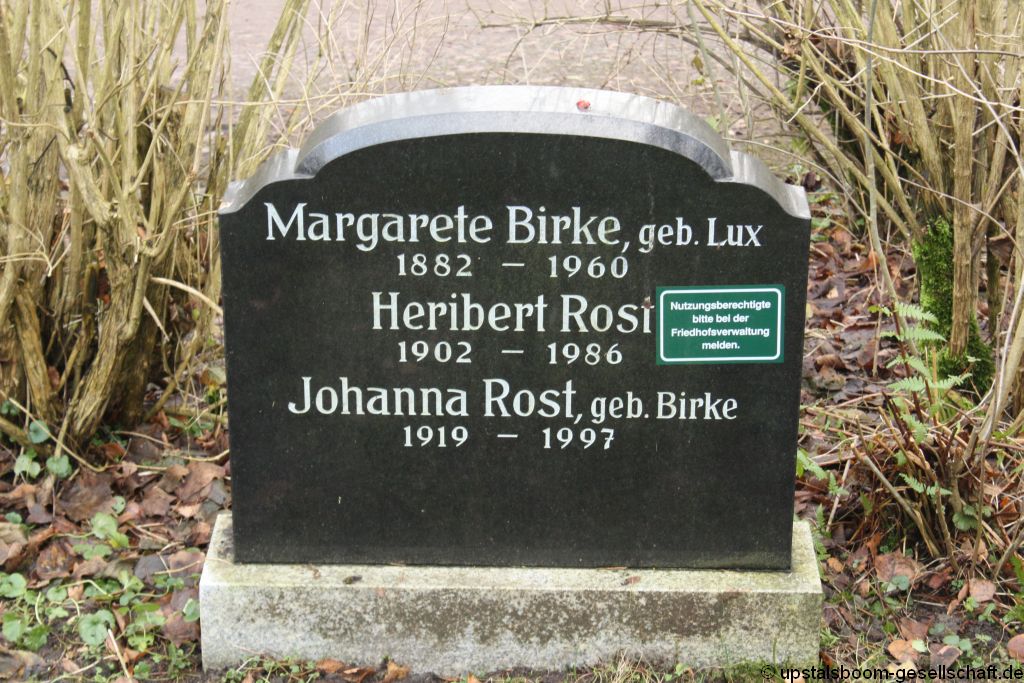 Margarete Birke, geb. Lux
1882 – 1960
Heribert Rost
1902 – 1986
Nutzungsberechtigte
bitte bei der
Friedhofsverwaltung
melden.
Johanna Rost, geb. Birke
1919 – 1997
© upstalsboom-gesellschaft.de